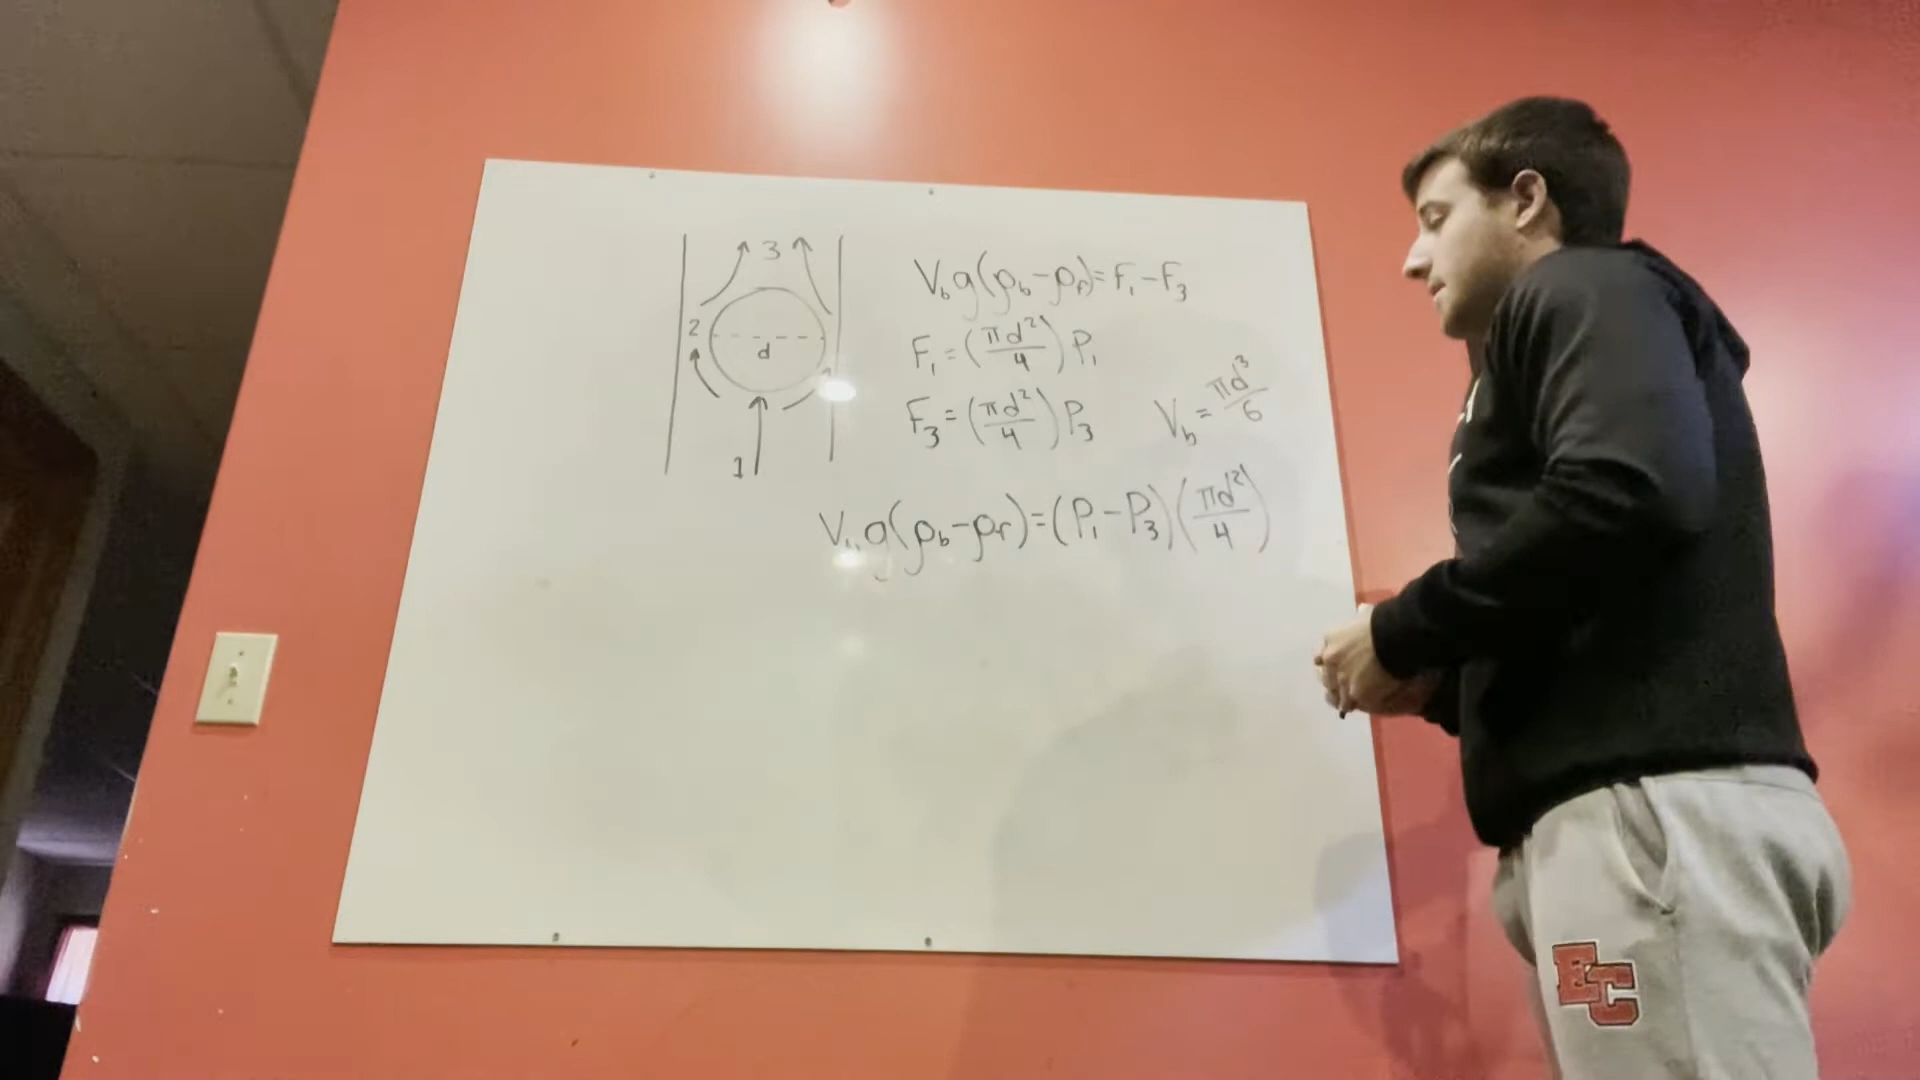 3
2
d
1
V_b g(ρ_b-ρ_f)=F_1-F_3
F_1=(πd²/4)P_1
F_3=(πd²/4)P_3
V_b=πd³/6
V_b g(ρ_b-ρ_f)=(P_1-P_3)(πd²/4)
EC